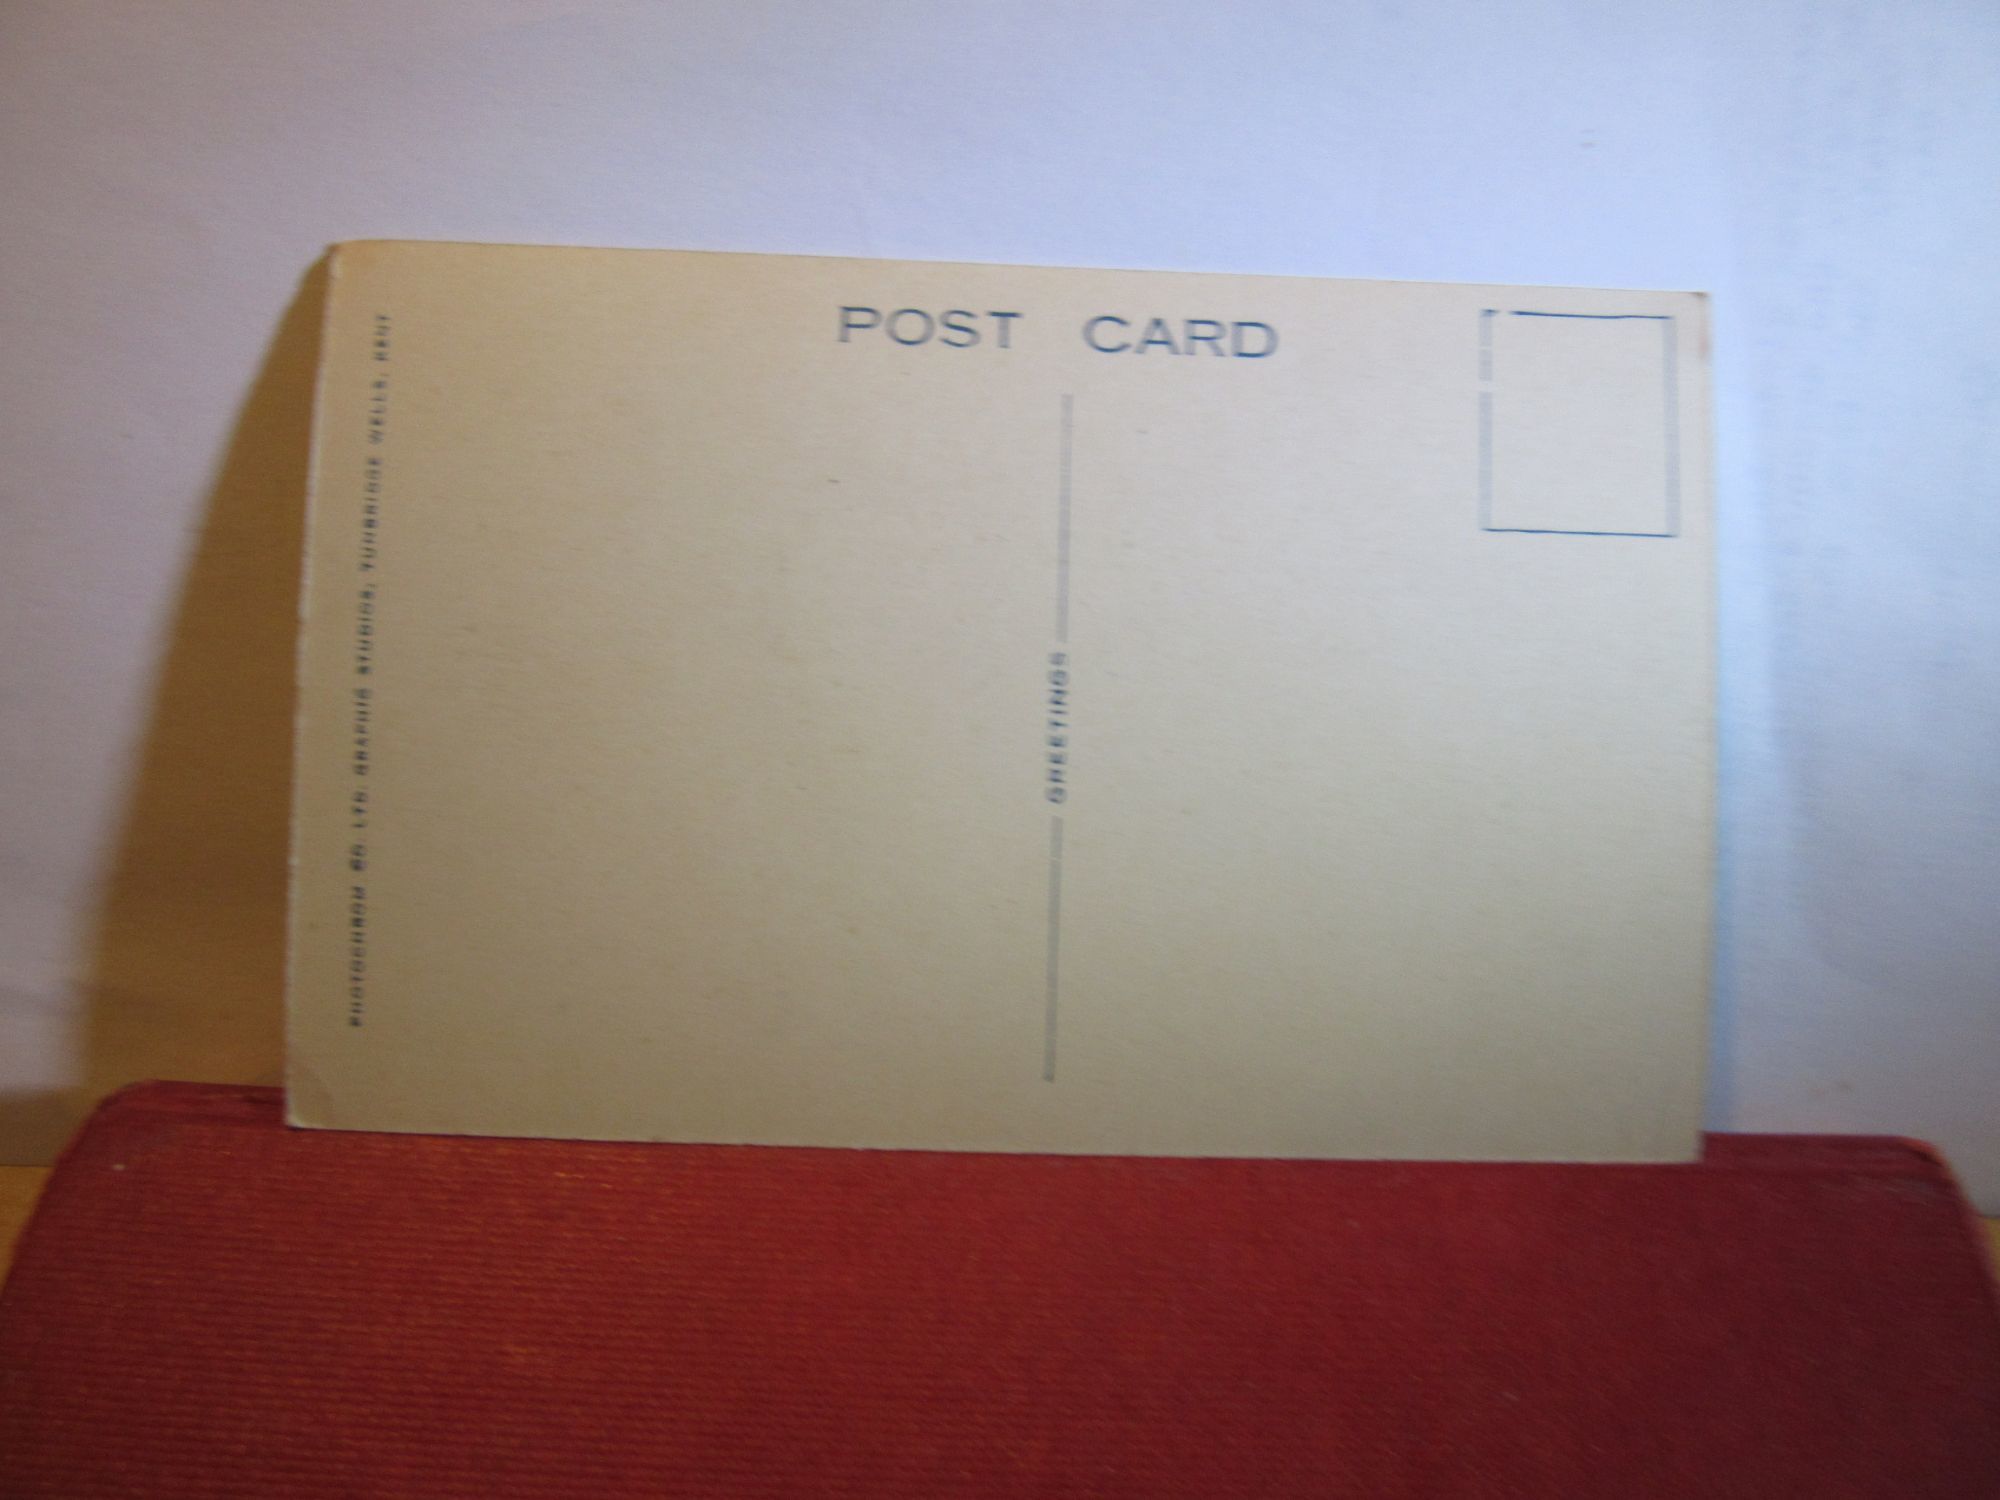 POST CARD
GREETINGS
PHOTOCHROM CO. LTD. GRAPHIC STUDIOS, TUNBRIDGE WELLS, KENT